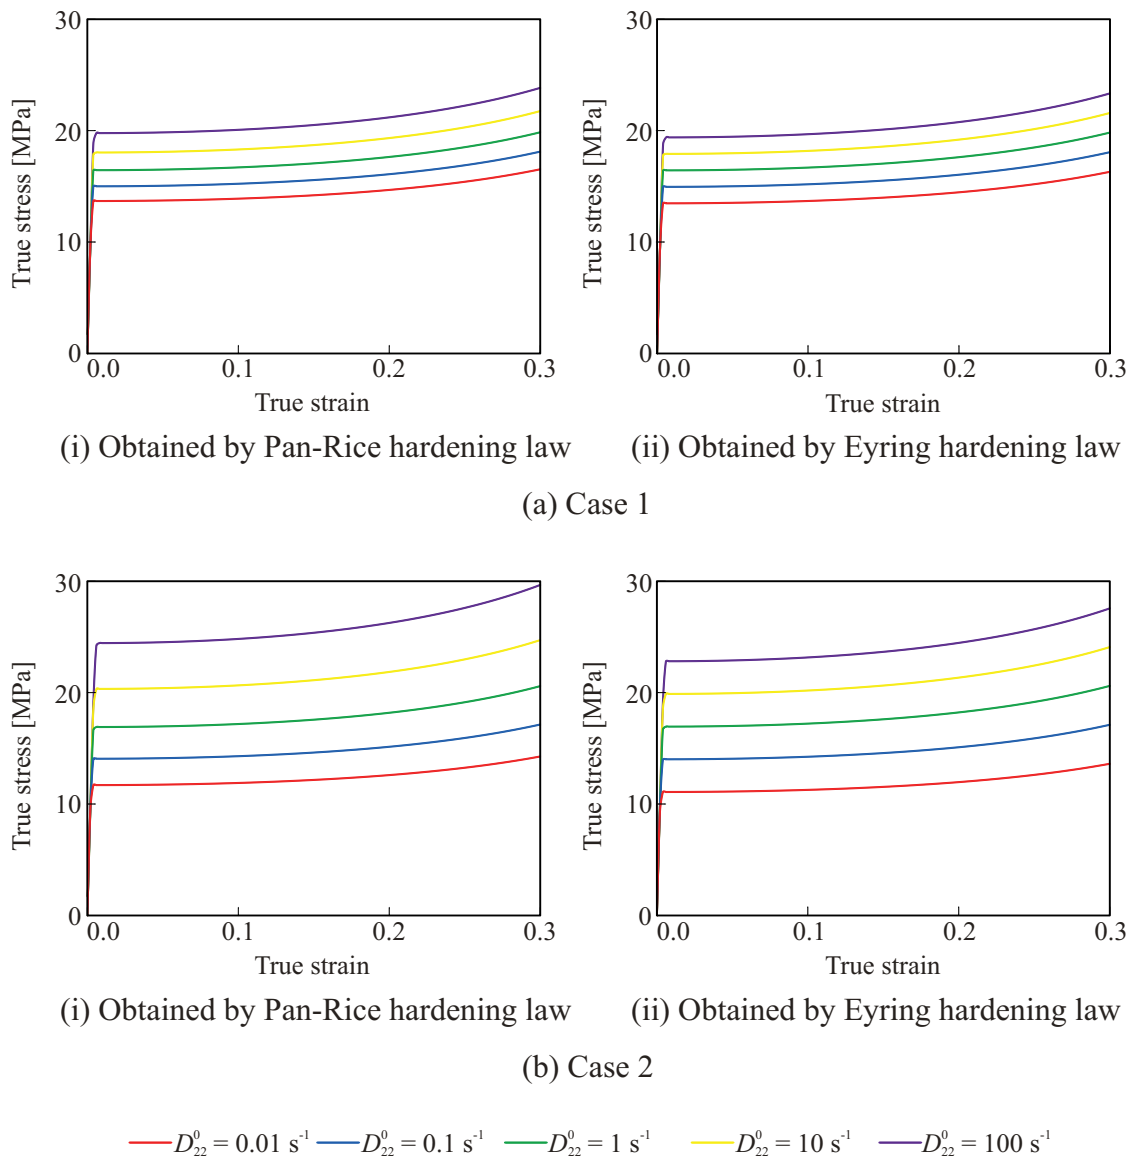 30
20
10
0
True stress [MPa]
0.0 0.1 0.2 0.3
True strain
(i) Obtained by Pan-Rice hardening law
30
20
10
0
True stress [MPa]
0.0 0.1 0.2 0.3
True strain
(ii) Obtained by Eyring hardening law
(a) Case 1
30
20
10
0
True stress [MPa]
0.0 0.1 0.2 0.3
True strain
(i) Obtained by Pan-Rice hardening law
30
20
10
0
True stress [MPa]
0.0 0.1 0.2 0.3
True strain
(ii) Obtained by Eyring hardening law
(b) Case 2
D⁰₂₂ = 0.01 s⁻¹ D⁰₂₂ = 0.1 s⁻¹ D⁰₂₂ = 1 s⁻¹ D⁰₂₂ = 10 s⁻¹ D⁰₂₂ = 100 s⁻¹